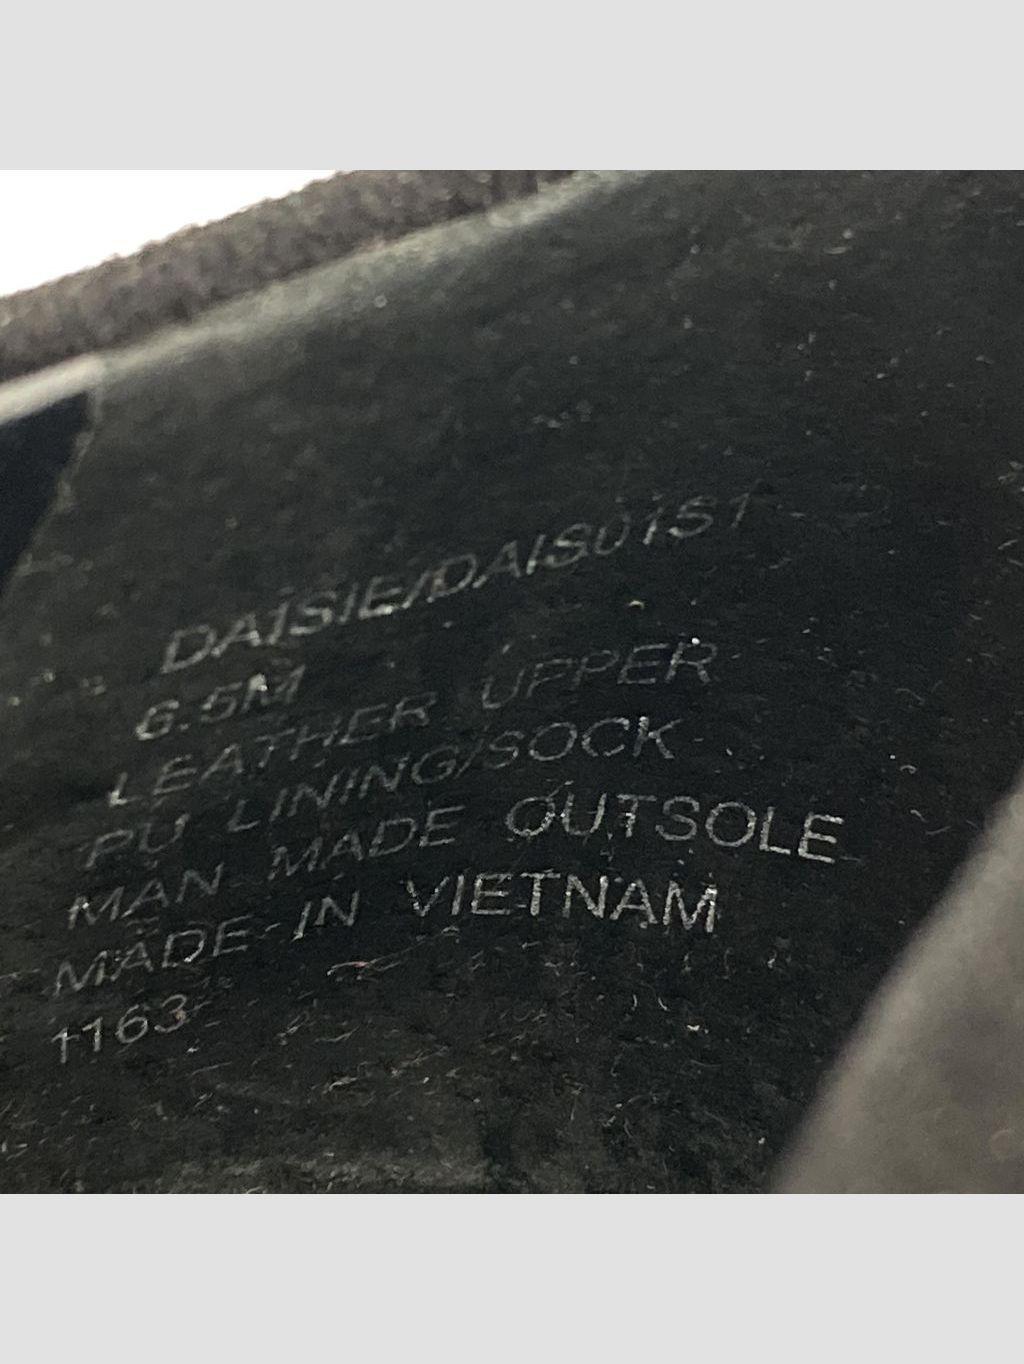 DAISIE/DAIS01S1
6.5M
LEATHER UPPER
PU LINING/SOCK
MAN MADE OUTSOLE
MADE IN VIETNAM
1163